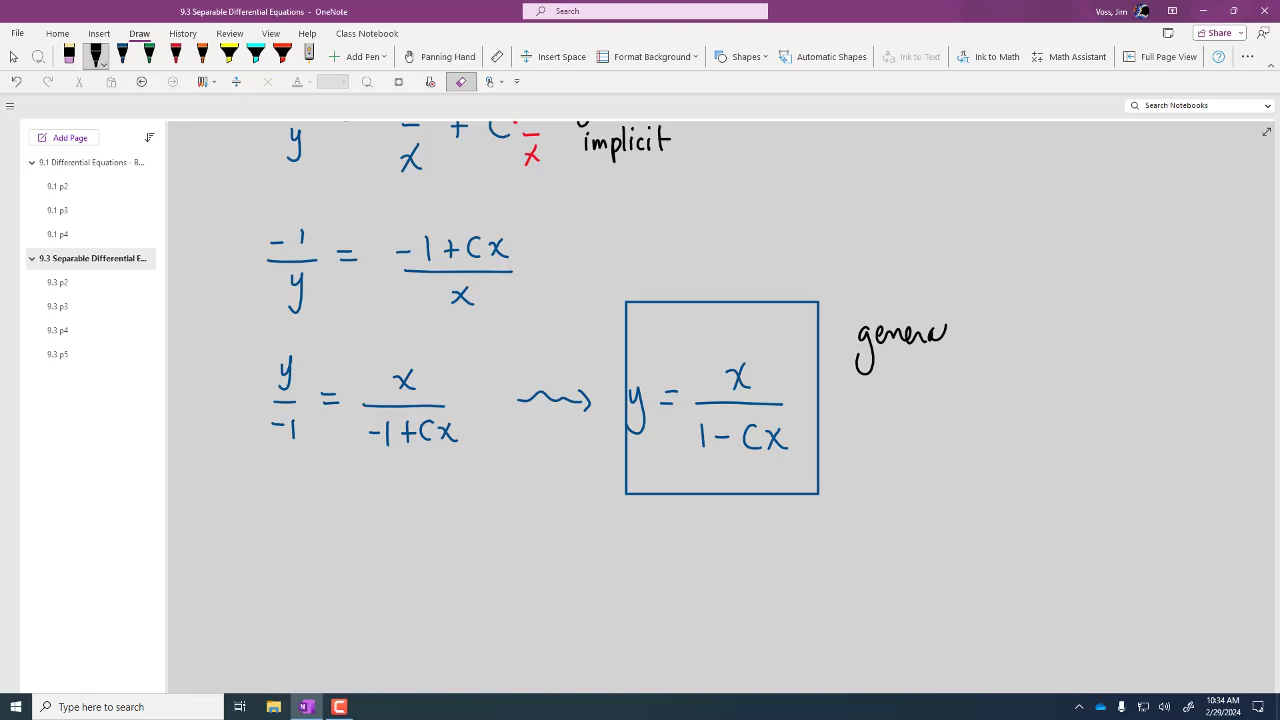 9.3 Separable Differential Equations - OneNote
Search
Voss, Jim
File Home Insert Draw History Review View Help Class Notebook
Share
Add Pen
Panning Hand
Insert Space
Format Background
Shapes
Automatic Shapes
Ink to Text
Ink to Math
Math Assistant
Full Page View
Search Notebooks
Add Page
9.1 Differential Equations - B...
9.1 p2
9.1 p3
9.1 p4
9.3 Separable Differential E...
9.3 p2
9.3 p3
9.3 p4
9.3 p5
y x + C x
implicit
-1/y = (-1 + Cx)/x
y/-1 = x/(-1 + Cx) ⇝ y = x/(1 - Cx)
genera
Type here to search
10:34 AM
2/29/2024